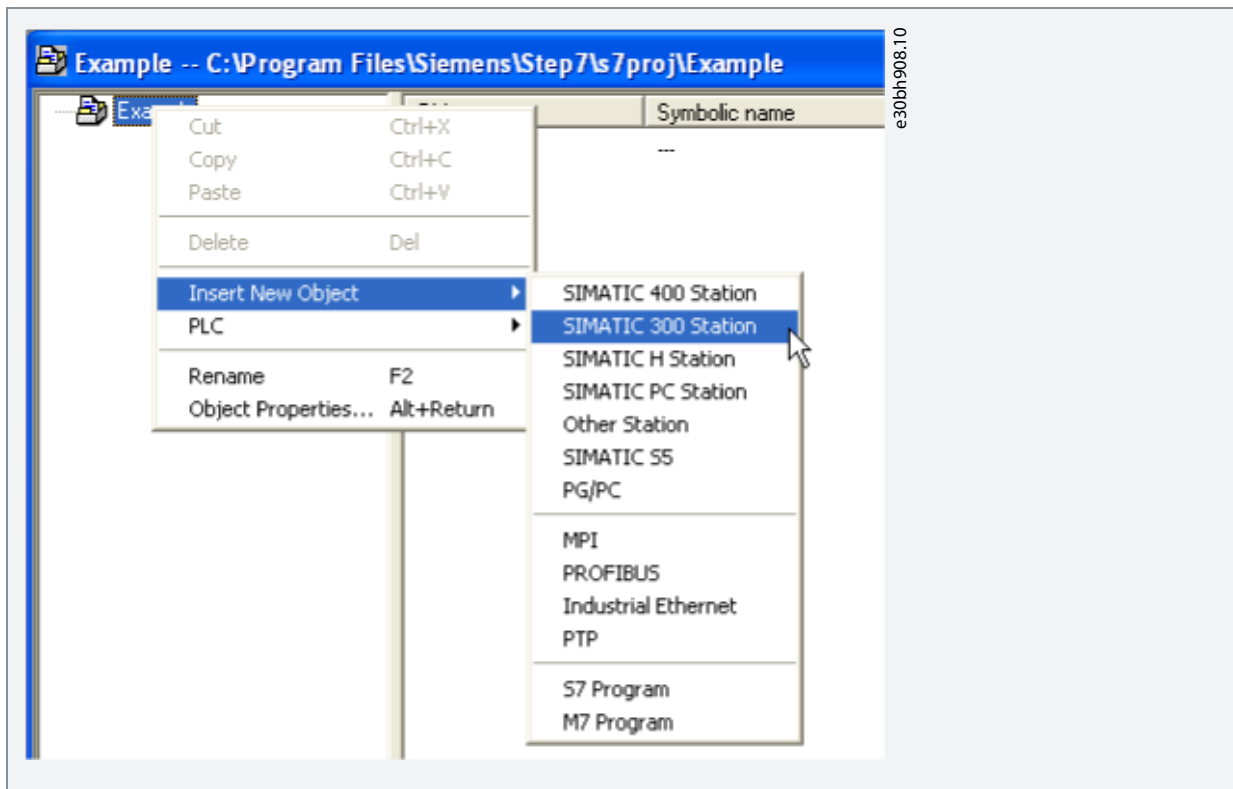 Example -- C:\Program Files\Siemens\Step7\s7proj\Example
Symbolic name
---
Cut Ctrl+X
Copy Ctrl+C
Paste Ctrl+V
Delete Del
Insert New Object
PLC
Rename F2
Object Properties... Alt+Return
SIMATIC 400 Station
SIMATIC 300 Station
SIMATIC H Station
SIMATIC PC Station
Other Station
SIMATIC S5
PG/PC
MPI
PROFIBUS
Industrial Ethernet
PTP
S7 Program
M7 Program
e30bh908.10